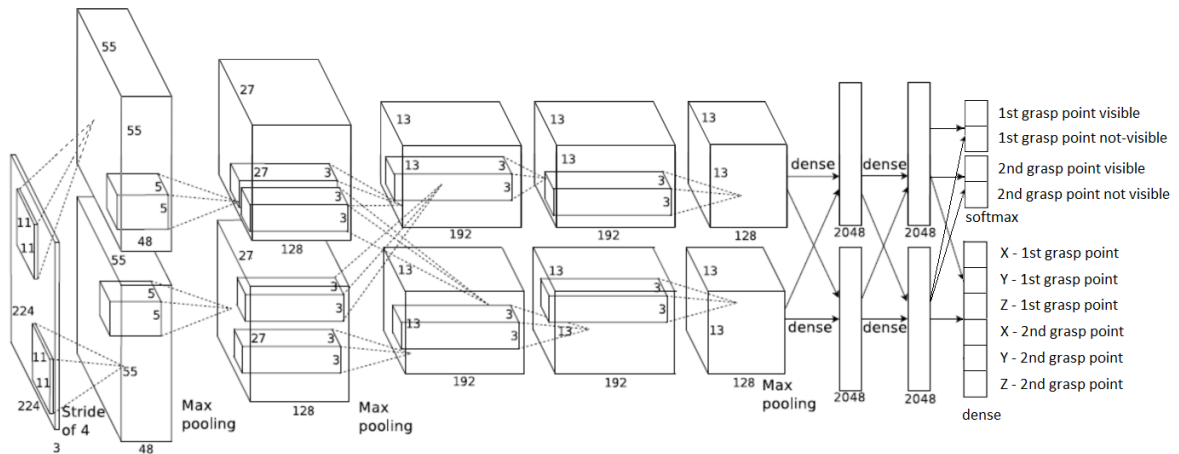 55
55
5
5
48
55
5
5
55
48
11
11
224
11
11
224
3
Stride
of 4
Max
pooling
27
27
3
3
3
128
27
3
3
27
3
3
128
Max
pooling
13
13
3
3
192
13
13
3
3
192
13
13
3
3
192
13
13
3
3
192
13
13
128
13
13
128
Max
pooling
dense
dense
dense
dense
2048
2048
2048
2048
1st grasp point visible
1st grasp point not-visible
2nd grasp point visible
2nd grasp point not visible
softmax
X - 1st grasp point
Y - 1st grasp point
Z - 1st grasp point
X - 2nd grasp point
Y - 2nd grasp point
Z - 2nd grasp point
dense